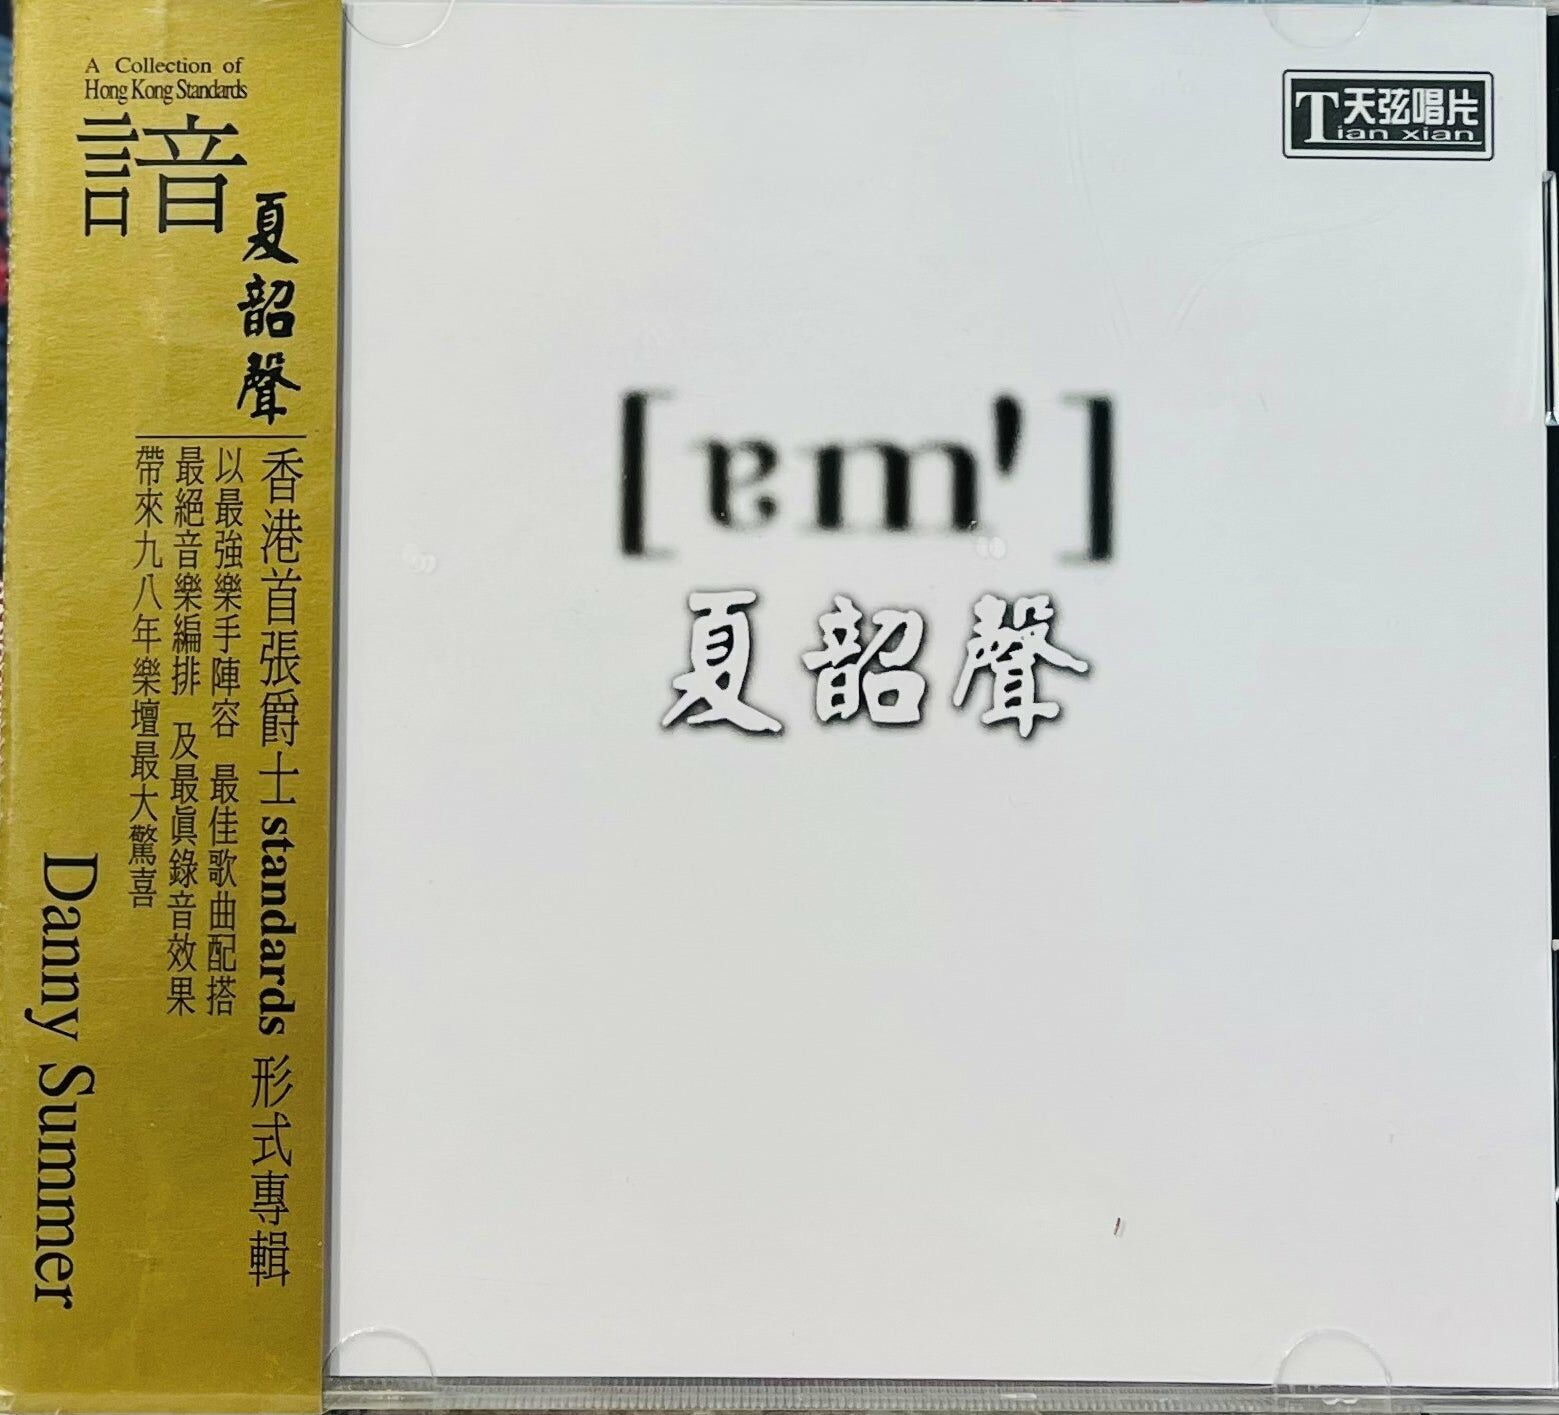 A Collection of
Hong Kong Standards
諳
夏韶聲
香港首張爵士standards形式專輯
以最強樂手陣容 最佳歌曲配搭
最絕音樂編排 及最眞錄音效果
帶來九八年樂壇最大驚喜
Danny Summer
天弦唱片
Tian xian
[ɐm']
夏韶聲